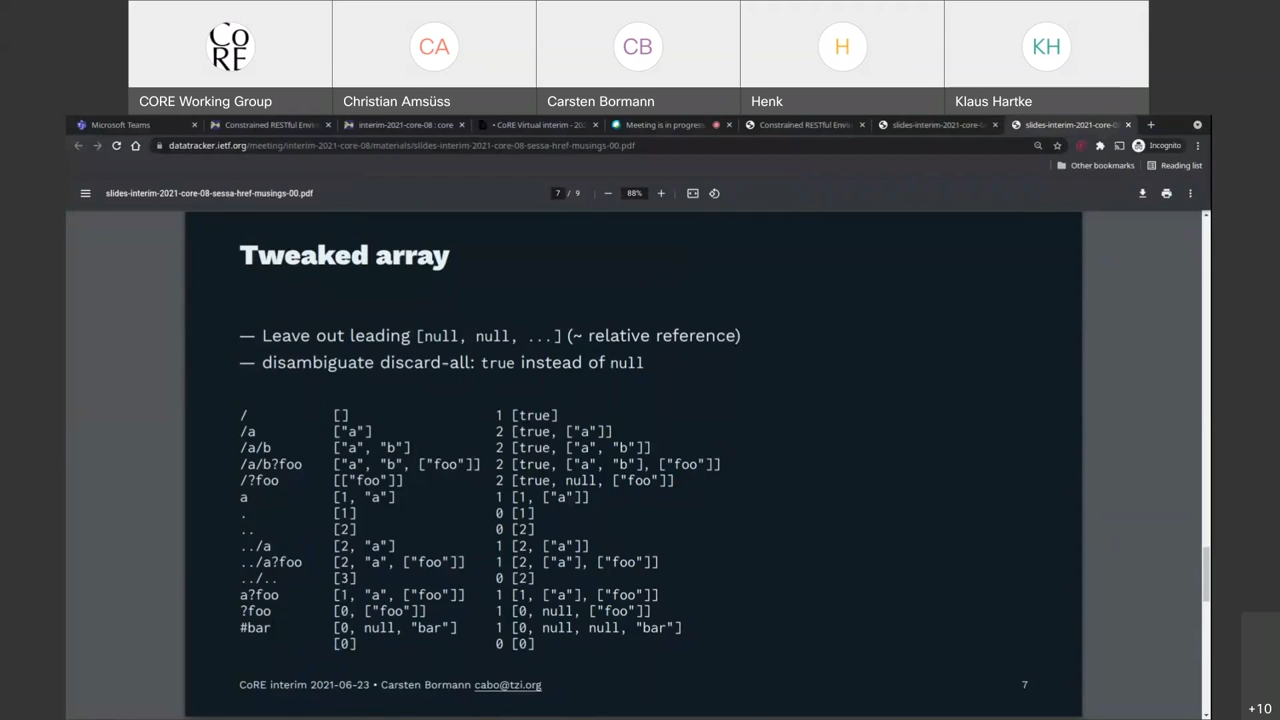 CORE
CA
CB
H
KH
CORE Working Group
Christian Amsüss
Carsten Bormann
Henk
Klaus Hartke
Microsoft Teams
Constrained RESTful Envi
interim-2021-core-08 : core
• CoRE Virtual interim - 202
Meeting is in progress
Constrained RESTful Envi
slides-interim-2021-core-0
slides-interim-2021-core-0
datatracker.ietf.org/meeting/interim-2021-core-08/materials/slides-interim-2021-core-08-sessa-href-musings-00.pdf
Incognito
Other bookmarks
Reading list
slides-interim-2021-core-08-sessa-href-musings-00.pdf
7 / 9
88%
Tweaked array
— Leave out leading [null, null, ...] (~ relative reference)
— disambiguate discard-all: true instead of null
/ [] 1 [true]
/a ["a"] 2 [true, ["a"]]
/a/b ["a", "b"] 2 [true, ["a", "b"]]
/a/b?foo ["a", "b", ["foo"]] 2 [true, ["a", "b"], ["foo"]]
/?foo [["foo"]] 2 [true, null, ["foo"]]
a [1, "a"] 1 [1, ["a"]]
. [1] 0 [1]
.. [2] 0 [2]
../a [2, "a"] 1 [2, ["a"]]
../a?foo [2, "a", ["foo"]] 1 [2, ["a"], ["foo"]]
../.. [3] 0 [2]
a?foo [1, "a", ["foo"]] 1 [1, ["a"], ["foo"]]
?foo [0, ["foo"]] 1 [0, null, ["foo"]]
#bar [0, null, "bar"] 1 [0, null, null, "bar"]
[0] 0 [0]
CoRE interim 2021-06-23 • Carsten Bormann cabo@tzi.org
7
+10